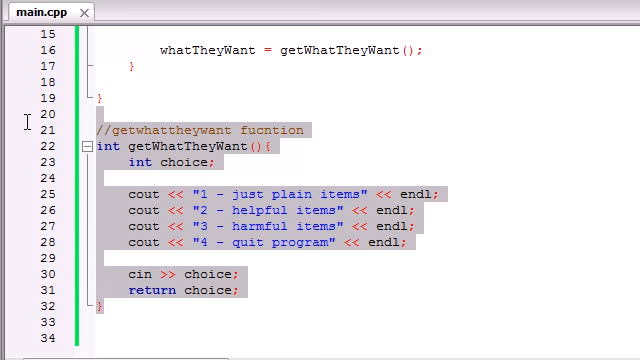 main.cpp
15
16 whatTheyWant = getWhatTheyWant();
17 }
18
19 }
20
21 //getwhattheywant fucntion
22 int getWhatTheyWant(){
23 int choice;
24
25 cout << "1 - just plain items" << endl;
26 cout << "2 - helpful items" << endl;
27 cout << "3 - harmful items" << endl;
28 cout << "4 - quit program" << endl;
29
30 cin >> choice;
31 return choice;
32 }
33
34